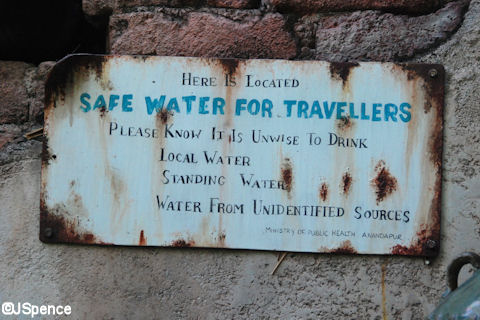 Here Is Located
Safe Water For Travellers
Please Know It Is Unwise To Drink
Local Water
Standing Water
Water From Unidentified Sources
Ministry of Public Health Anandapur
©JSpence